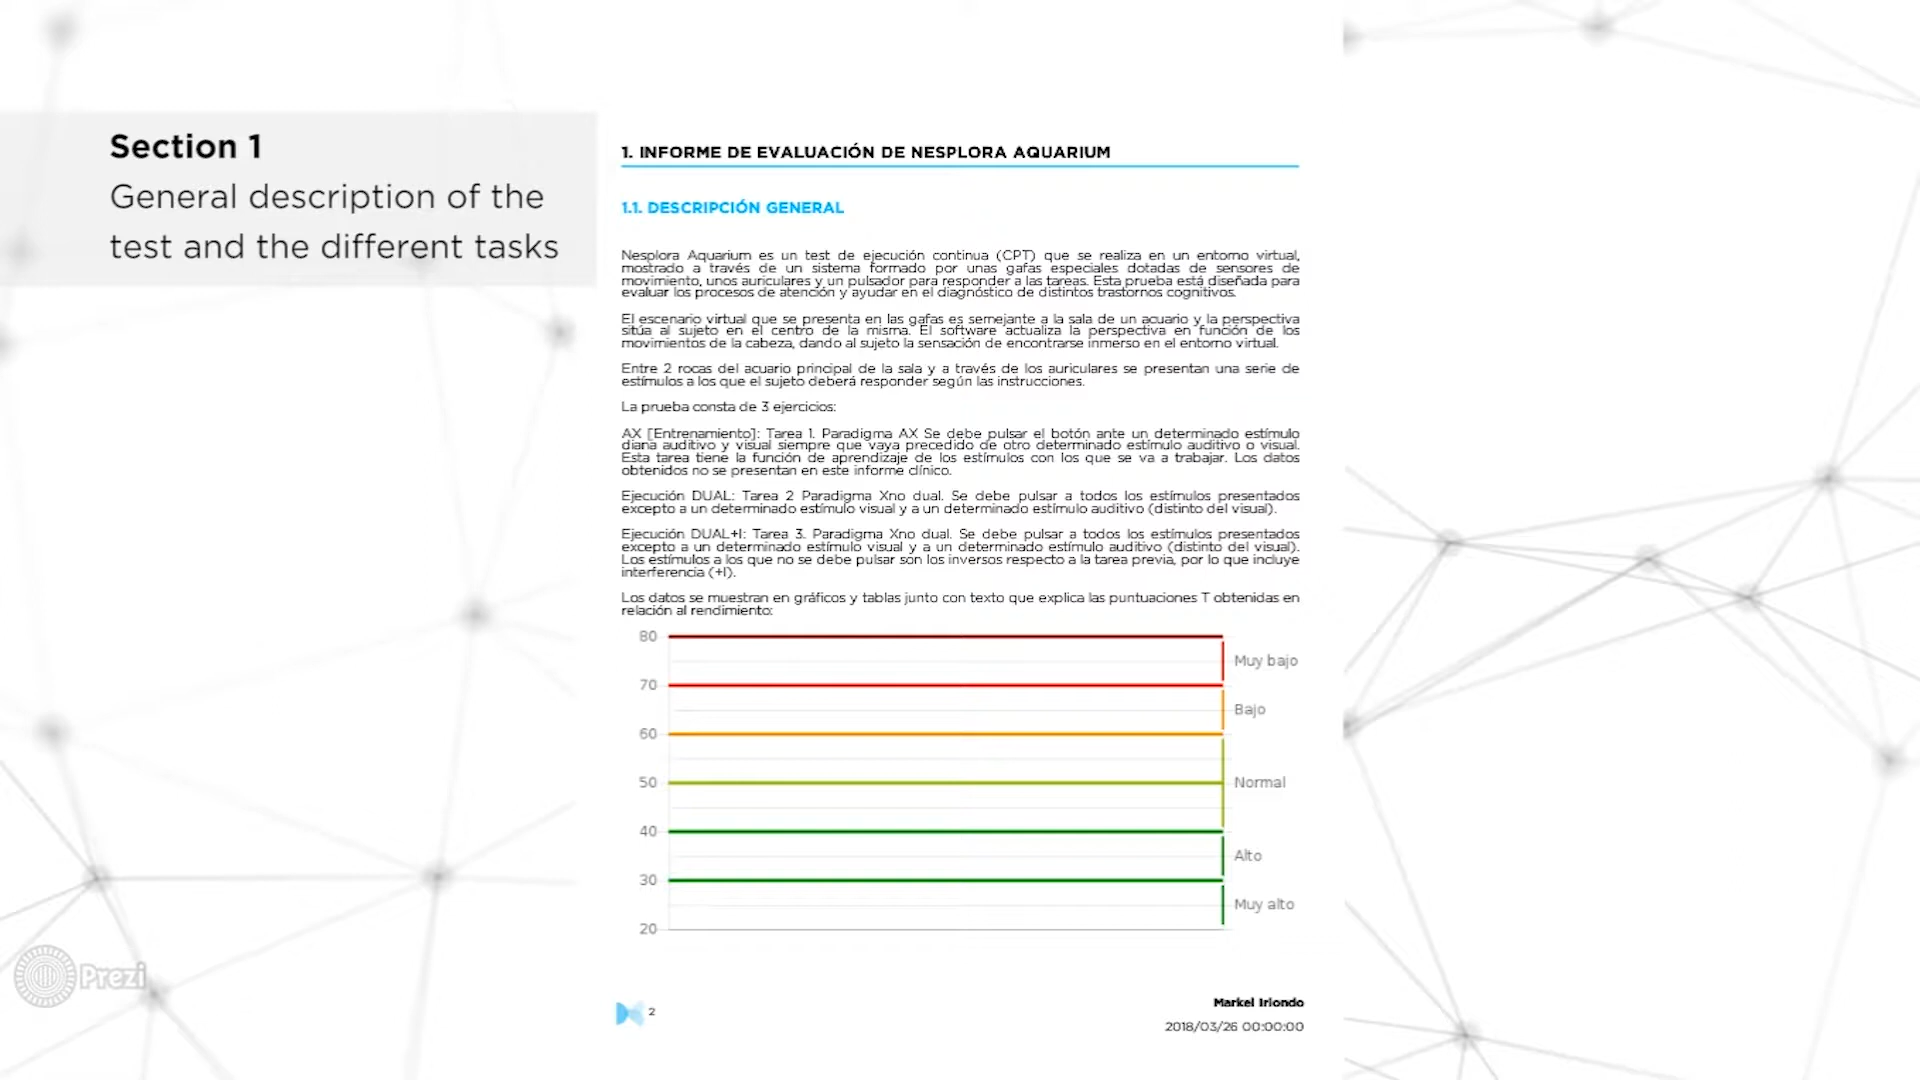 Section 1
General description of the
test and the different tasks
1. INFORME DE EVALUACIÓN DE NESPLORA AQUARIUM
1.1. DESCRIPCIÓN GENERAL
Nesplora Aquarium es un test de ejecución continua (CPT) que se realiza en un entorno virtual,
mostrado a través de un sistema formado por unas gafas especiales dotadas de sensores de
movimiento, unos auriculares y un pulsador para responder a las tareas. Esta prueba está diseñada para
evaluar los procesos de atención y ayudar en el diagnóstico de distintos trastornos cognitivos.
El escenario virtual que se presenta en las gafas es semejante a la sala de un acuario y la perspectiva
sitúa al sujeto en el centro de la misma. El software actualiza la perspectiva en función de los
movimientos de la cabeza, dando al sujeto la sensación de encontrarse inmerso en el entorno virtual.
Entre 2 rocas del acuario principal de la sala y a través de los auriculares se presentan una serie de
estímulos a los que el sujeto deberá responder según las instrucciones.
La prueba consta de 3 ejercicios:
AX [Entrenamiento]: Tarea 1. Paradigma AX Se debe pulsar el botón ante un determinado estímulo
diana auditivo y visual siempre que vaya precedido de otro determinado estímulo auditivo o visual.
Esta tarea tiene la función de aprendizaje de los estímulos con los que se va a trabajar. Los datos
obtenidos no se presentan en este informe clínico.
Ejecución DUAL: Tarea 2 Paradigma Xno dual. Se debe pulsar a todos los estímulos presentados
excepto a un determinado estímulo visual y a un determinado estímulo auditivo (distinto del visual).
Ejecución DUAL+I: Tarea 3. Paradigma Xno dual. Se debe pulsar a todos los estímulos presentados
excepto a un determinado estímulo visual y a un determinado estímulo auditivo (distinto del visual).
Los estímulos a los que no se debe pulsar son los inversos respecto a la tarea previa, por lo que incluye
interferencia (+I).
Los datos se muestran en gráficos y tablas junto con texto que explica las puntuaciones T obtenidas en
relación al rendimiento:
80
Muy bajo
70
Bajo
60
50
Normal
40
Alto
30
Muy alto
20
Prezi
2
Markel Iriondo
2018/03/26 00:00:00